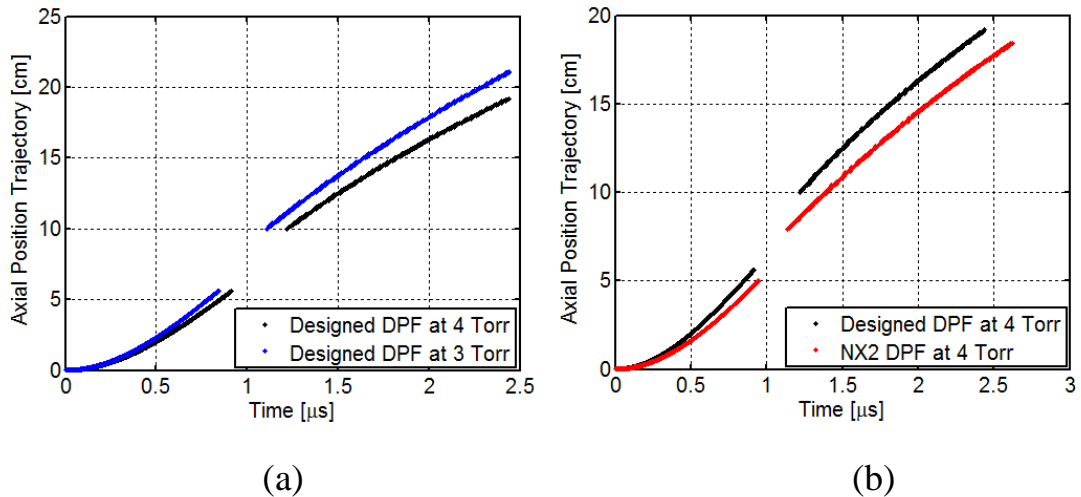 Axial Position Trajectory [cm]
25
20
15
10
5
0
0
0.5
1
1.5
2
2.5
Time [μs]
Designed DPF at 4 Torr
Designed DPF at 3 Torr
(a)
Axial Position Trajectory [cm]
20
15
10
5
0
0
0.5
1
1.5
2
2.5
3
Time [μs]
Designed DPF at 4 Torr
NX2 DPF at 4 Torr
(b)